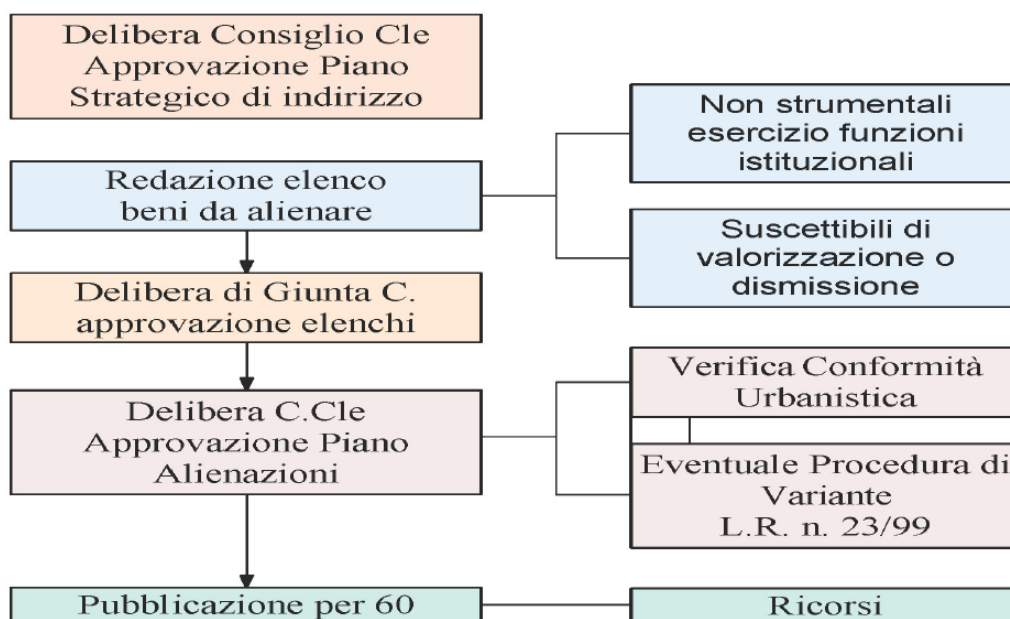 Delibera Consiglio Cle
Approvazione Piano
Strategico di indirizzo
Redazione elenco
beni da alienare
Non strumentali
esercizio funzioni
istituzionali
Suscettibili di
valorizzazione o
dismissione
Delibera di Giunta C.
approvazione elenchi
Delibera C.Cle
Approvazione Piano
Alienazioni
Verifica Conformità
Urbanistica
Eventuale Procedura di
Variante
L.R. n. 23/99
Pubblicazione per 60
Ricorsi